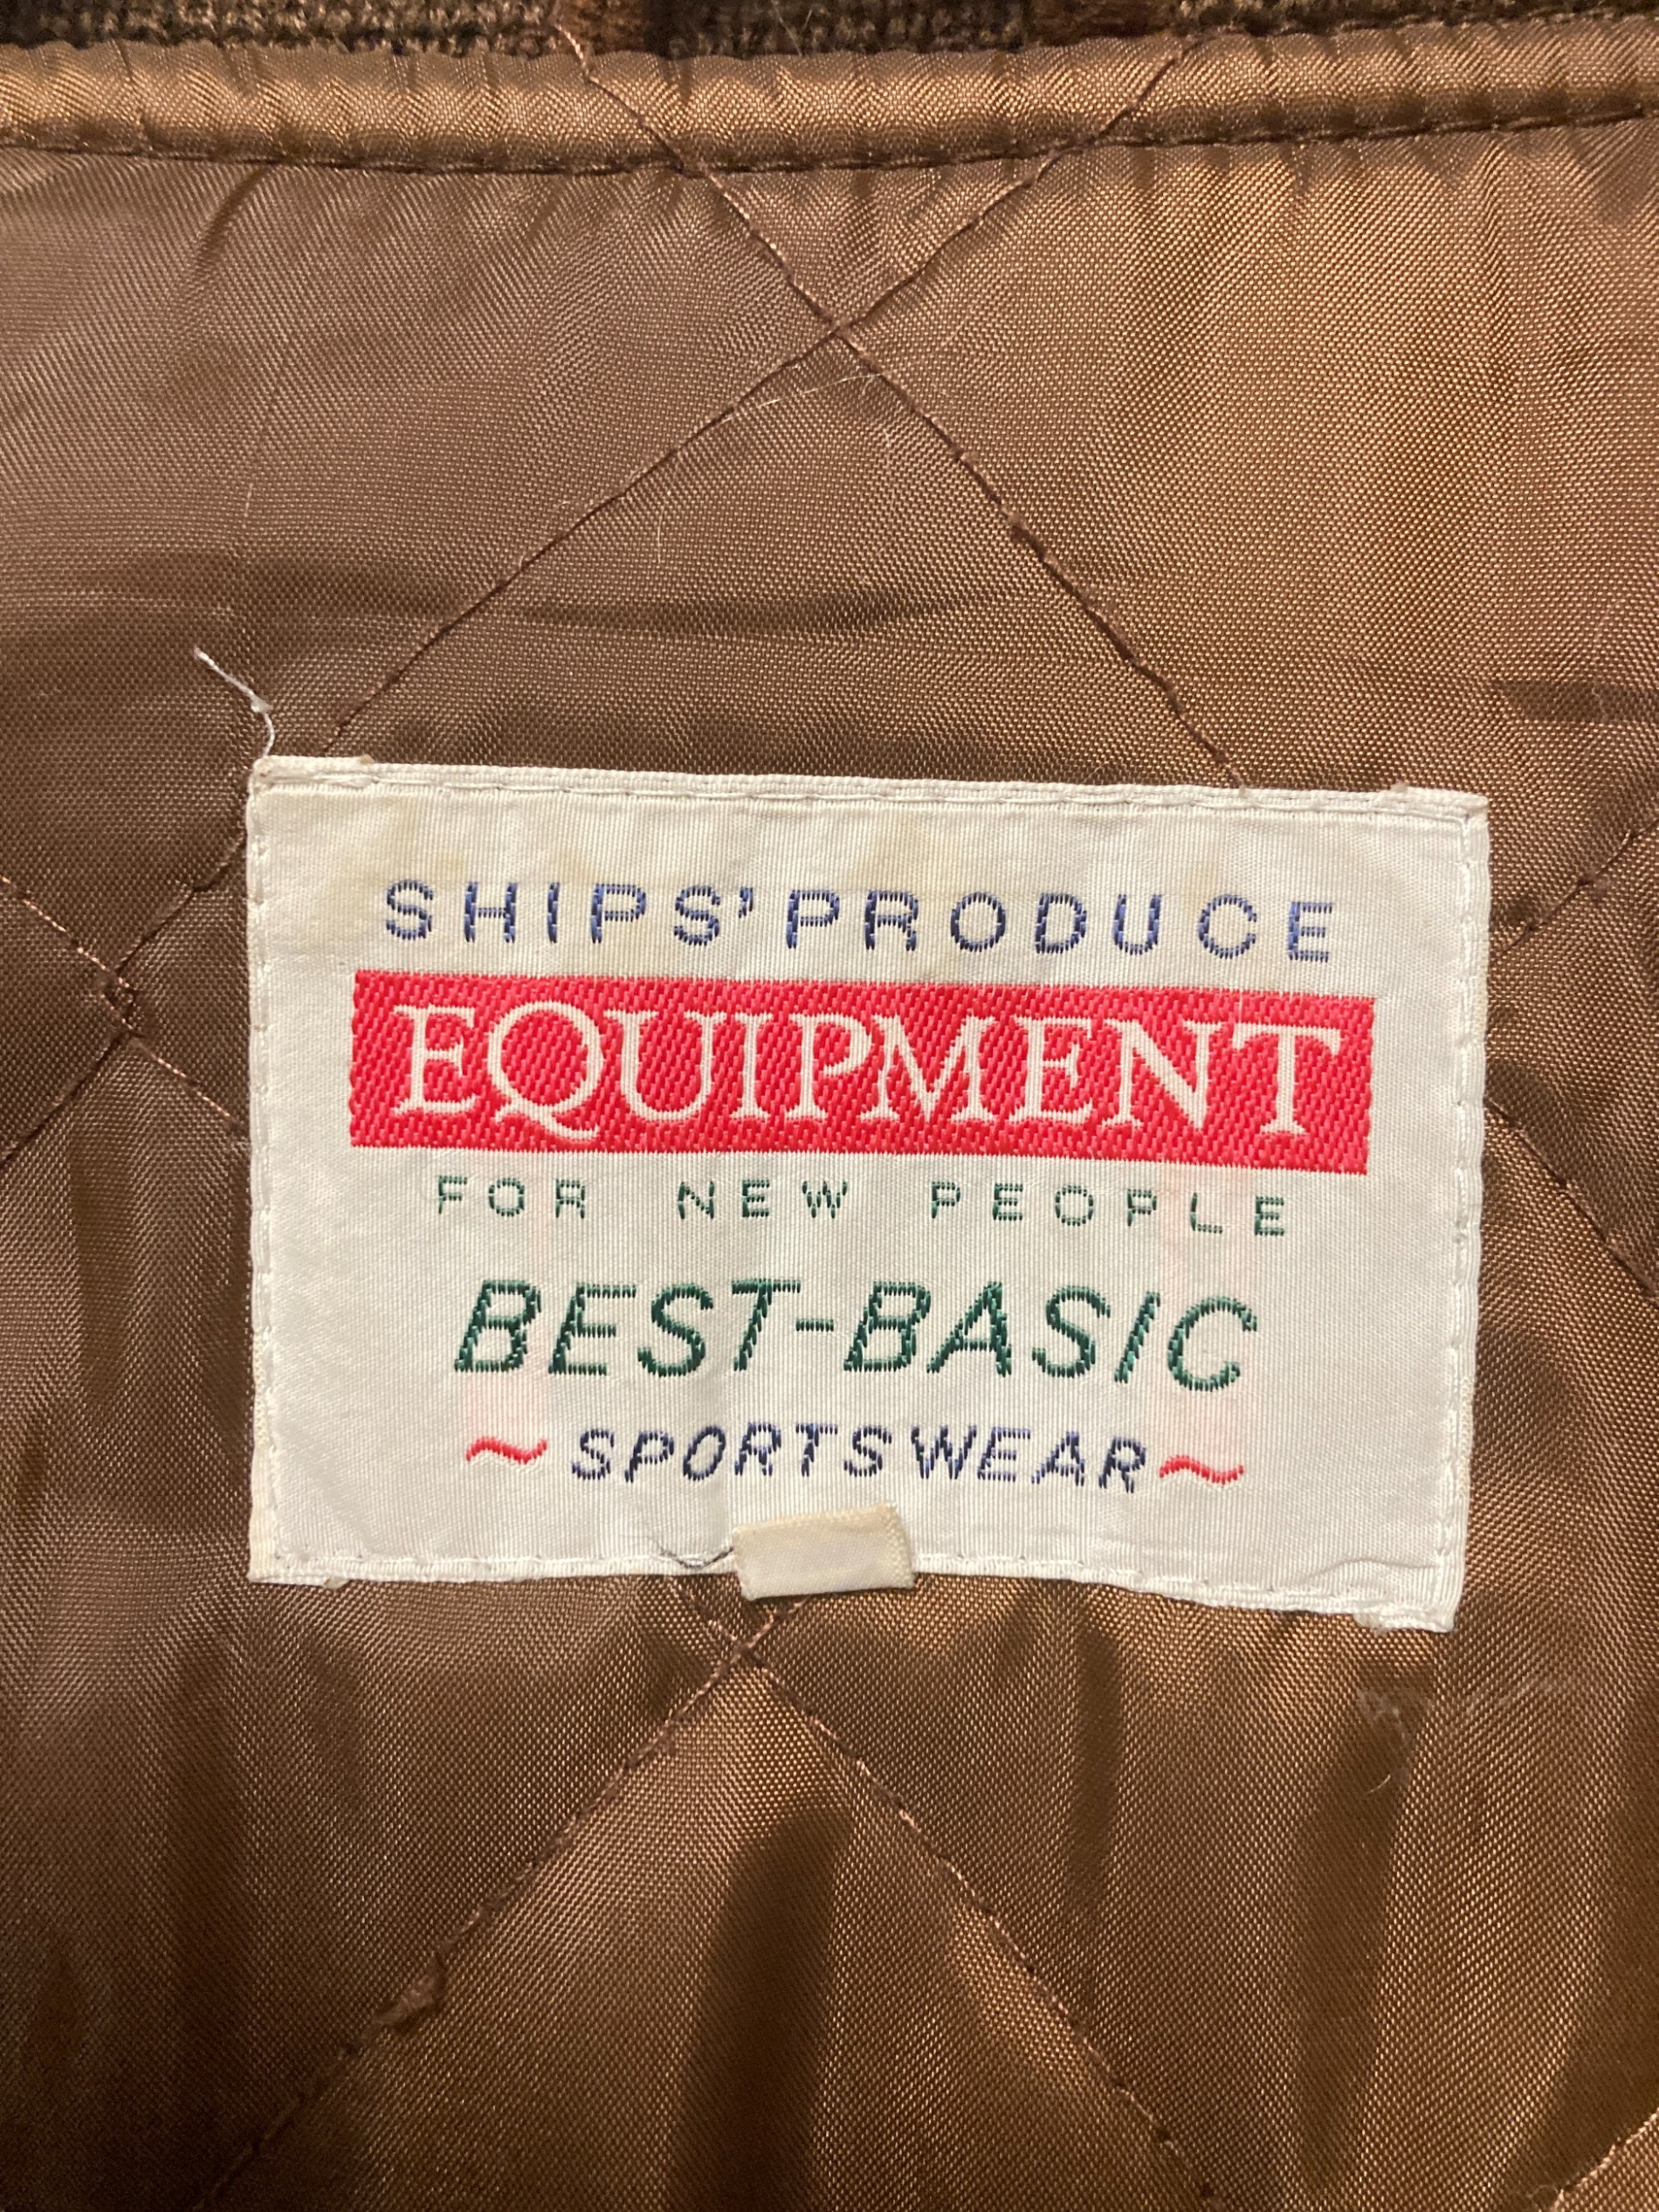 SHIPS' PRODUCE
EQUIPMENT
FOR NEW PEOPLE
BEST-BASIC
~SPORTSWEAR~